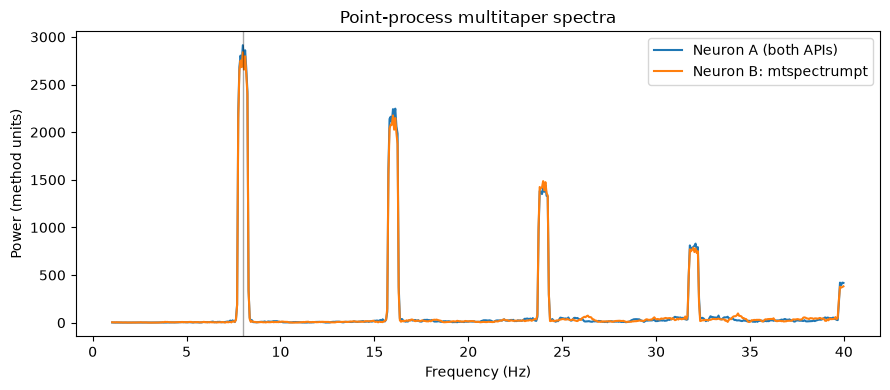 Point-process multitaper spectra
Neuron A (both APIs)
Neuron B: mtspectrumpt
Power (method units)
3000
2500
2000
1500
1000
500
0
0 5 10 15 20 25 30 35 40
Frequency (Hz)